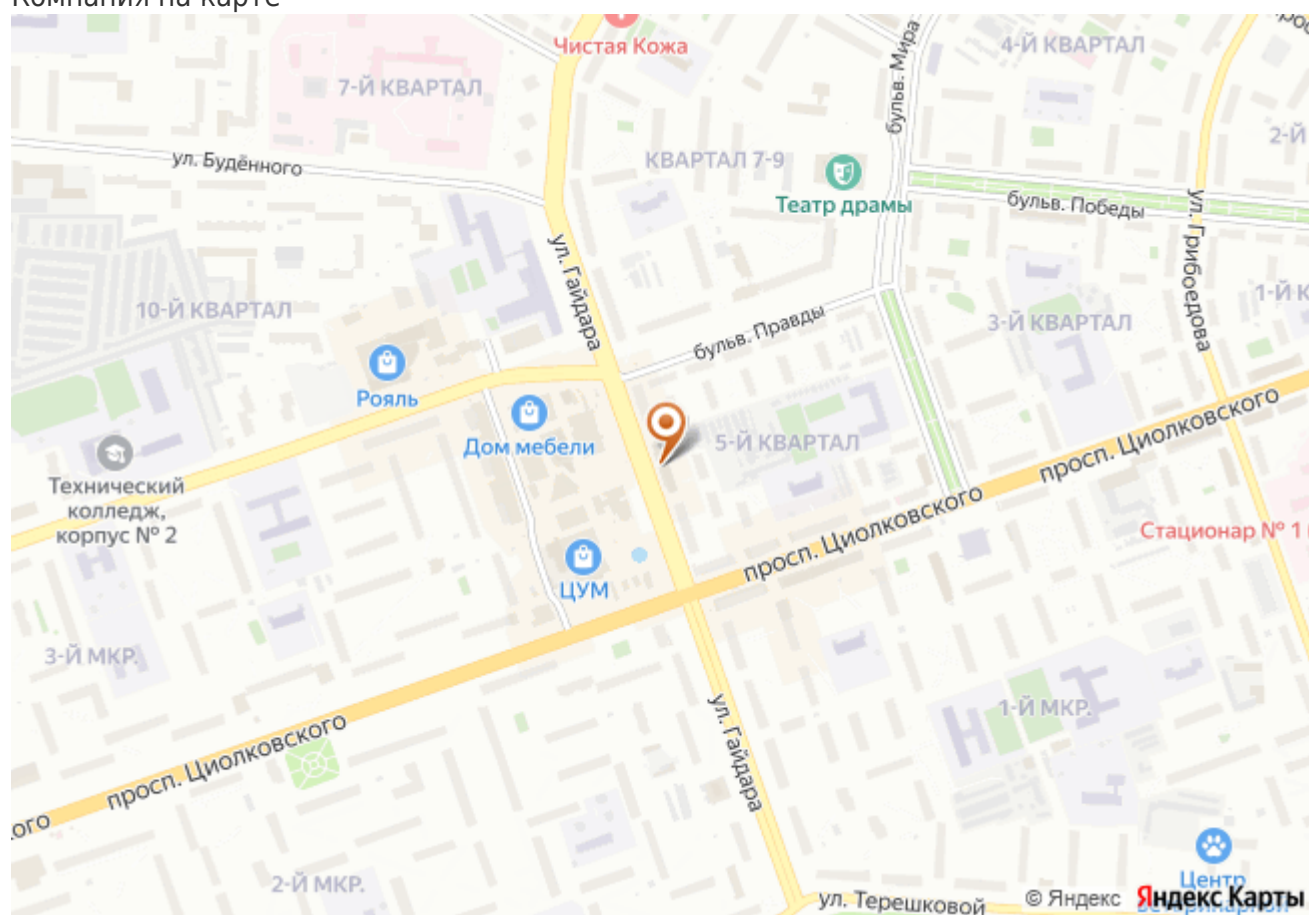 Компания на карте
Чистая Кожа
бульв. Мира
4-Й КВАРТАЛ
7-Й КВАРТАЛ
2-Й
ул. Будённого
КВАРТАЛ 7-9
Театр драмы
бульв. Победы
ул. Грибоедова
ул. Гайдара
10-Й КВАРТАЛ
1-Й К
3-Й КВАРТАЛ
бульв. Правды
Рояль
Дом мебели
5-Й КВАРТАЛ
просп. Циолковского
Технический
колледж,
корпус № 2
просп. Циолковского
Стационар № 1
ЦУМ
3-Й МКР.
ул. Гайдара
1-Й МКР.
просп. Циолковского
ого
2-Й МКР.
Центр
ул. Терешковой
© Яндекс Яндекс Карты